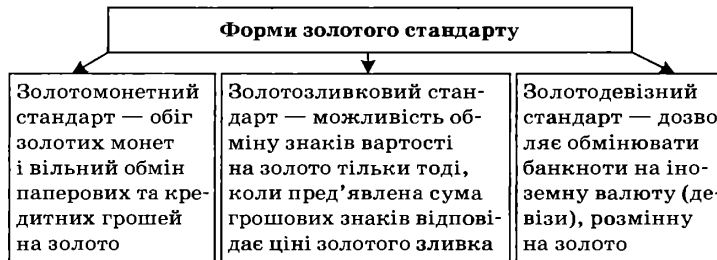 Форми золотого стандарту
Золотомонетний
стандарт — обіг
золотих монет
і вільний обмін
паперових та кре-
дитних грошей
на золото
Золотозливковий стан-
дарт — можливість об-
міну знаків вартості
на золото тільки тоді,
коли пред’явлена сума
грошових знаків відпові-
дає ціні золотого зливка
Золотодевізний
стандарт — дозво
ляє обмінювати
банкноти на іно-
земну валюту (де-
візи), розмінну
на золото